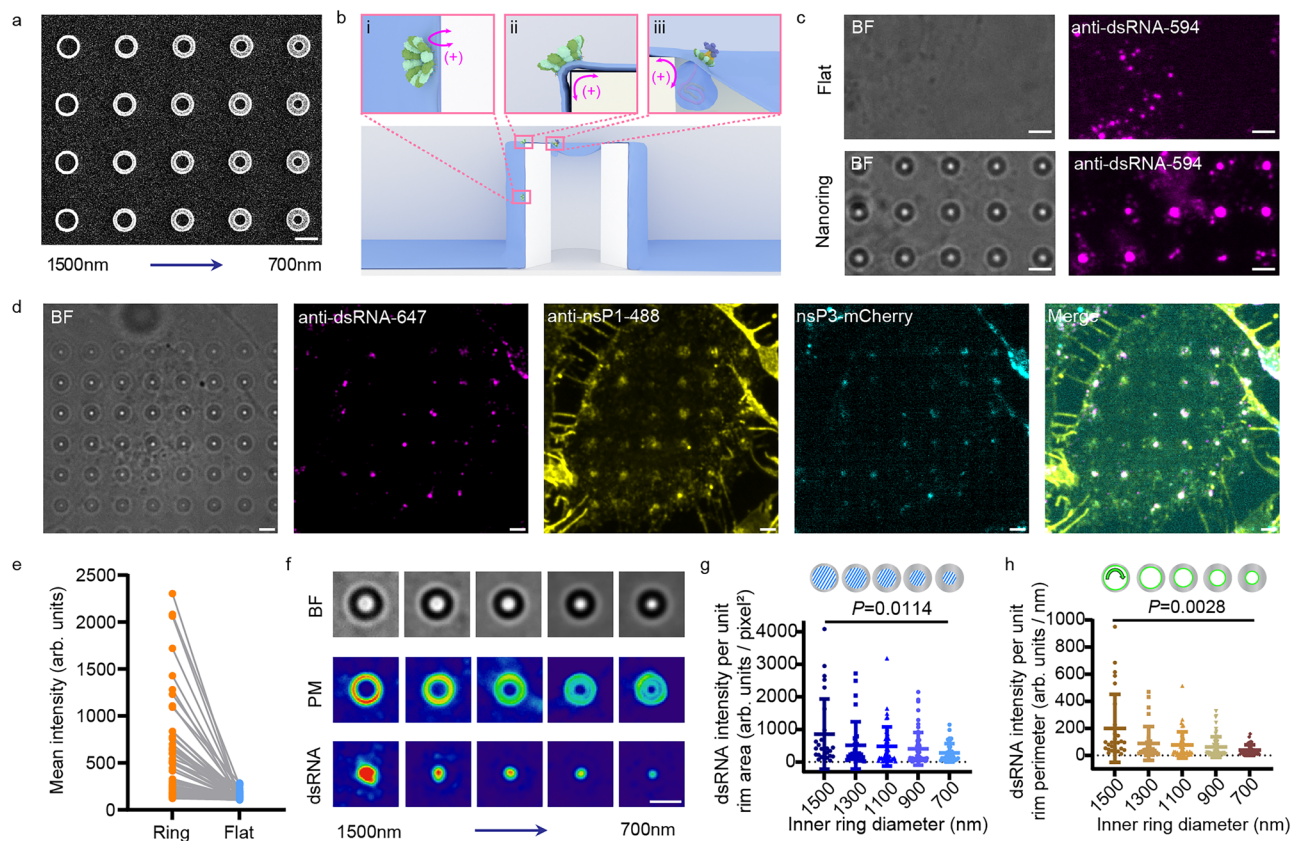 a
1500nm
700nm
b
i
(+)
ii
(+)
iii
(+)
c
Flat
BF
anti-dsRNA-594
Nanoring
BF
anti-dsRNA-594
d
BF
anti-dsRNA-647
anti-nsP1-488
nsP3-mCherry
Merge
e
Mean intensity (arb. units)
2500
2000
1500
1000
500
0
Ring
Flat
f
BF
PM
dsRNA
1500nm
700nm
g
P=0.0114
dsRNA intensity per unit
rim area (arb. units / pixel²)
4000
3000
2000
1000
0
1500
1300
1100
900
700
Inner ring diameter (nm)
h
P=0.0028
dsRNA intensity per unit
rim perimeter (arb. units / nm)
1000
800
600
400
200
0
1500
1300
1100
900
700
Inner ring diameter (nm)